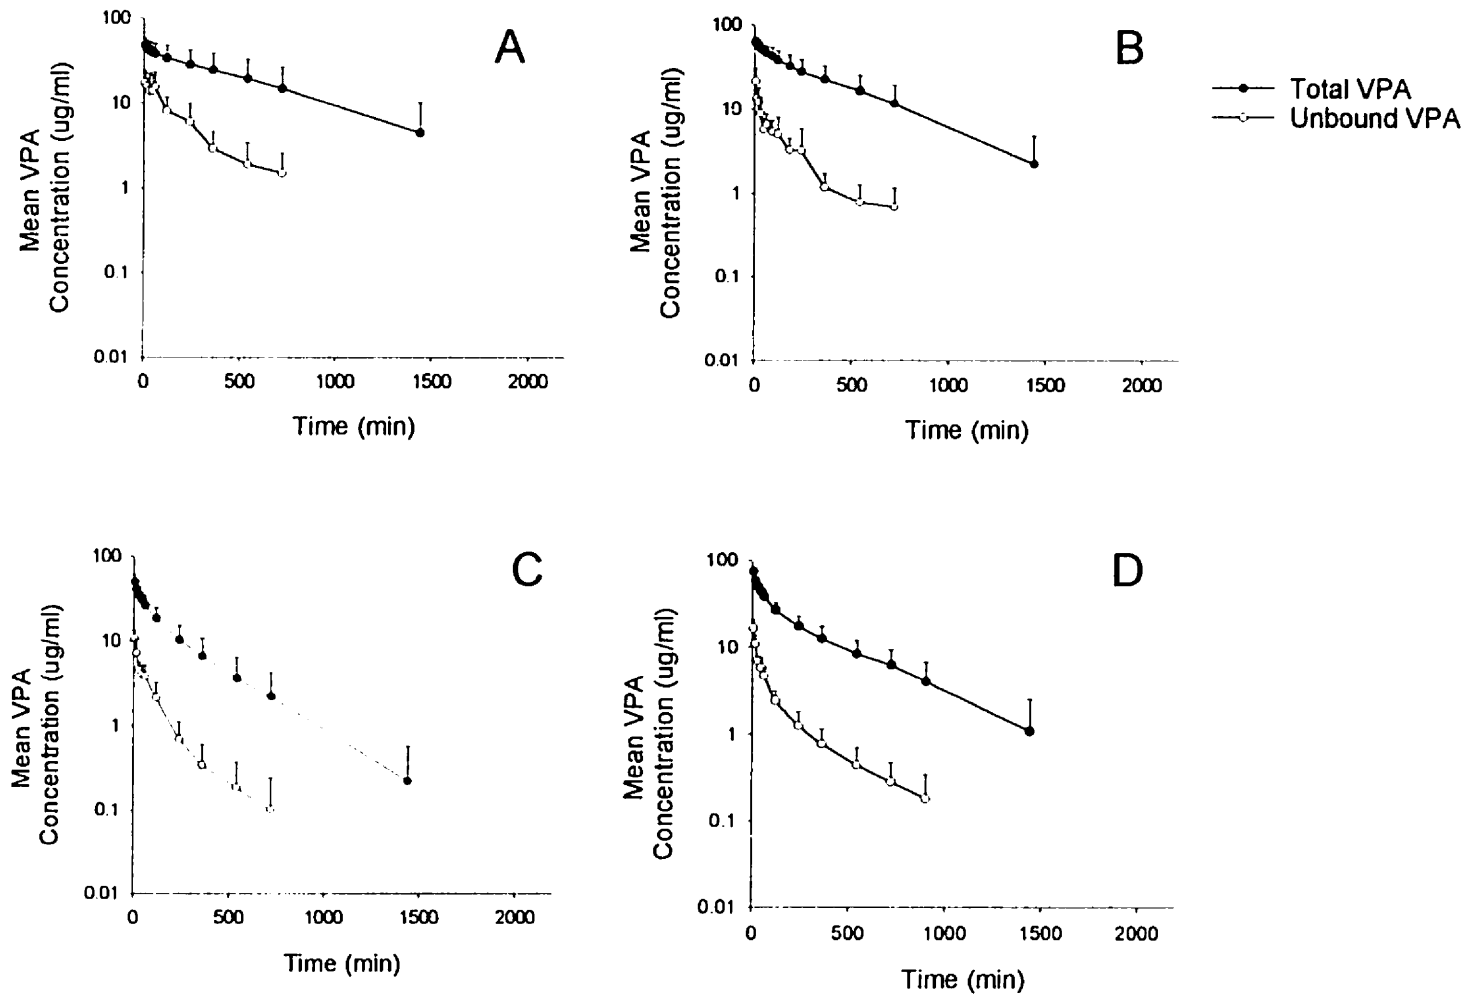 A
100
10
1
0.1
0.01
0 500 1000 1500 2000
Mean VPA
Concentration (ug/ml)
Time (min)
B
100
10
1
0.1
0.01
0 500 1000 1500 2000
Mean VPA
Concentration (ug/ml)
Time (min)
Total VPA
Unbound VPA
C
100
10
1
0.1
0.01
0 500 1000 1500 2000
Mean VPA
Concentration (ug/ml)
Time (min)
D
100
10
1
0.1
0.01
0 500 1000 1500 2000
Mean VPA
Concentration (ug/ml)
Time (min)